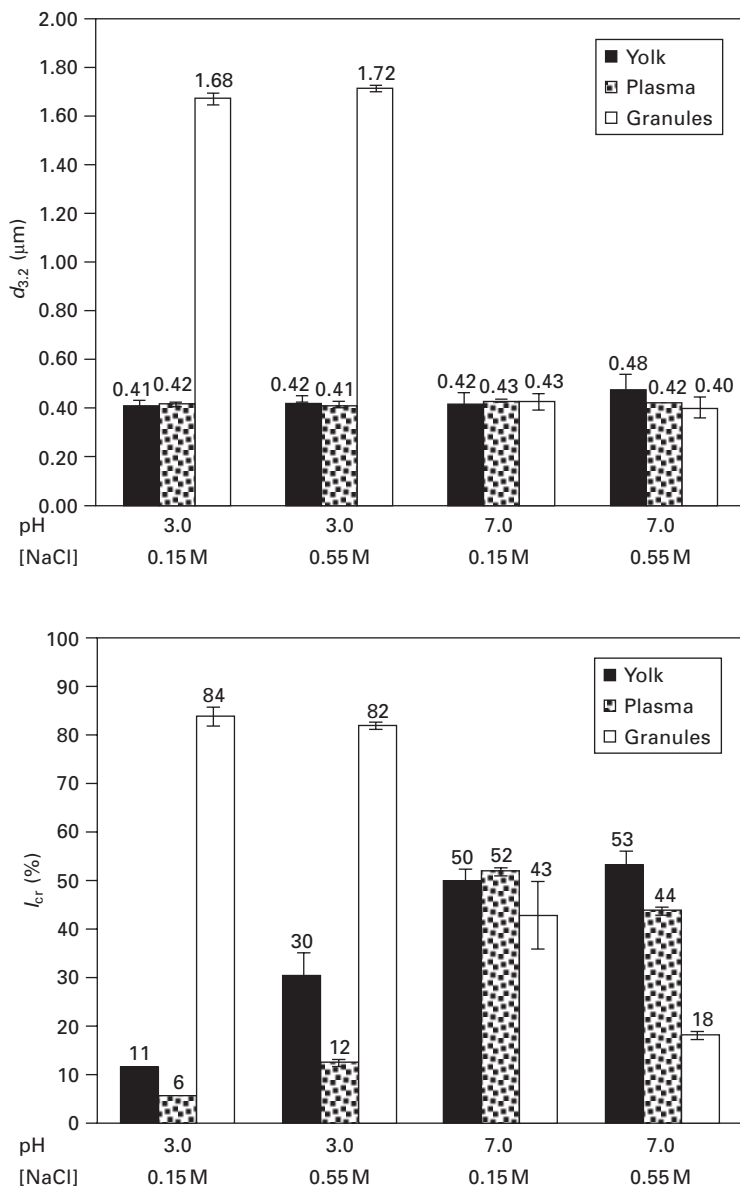 2.00
1.80
1.60
1.40
1.20
1.00
0.80
0.60
0.40
0.20
0.00
d3.2 (μm)
Yolk
Plasma
Granules
1.68
1.72
0.41 0.42
0.42 0.41
0.42 0.43 0.43
0.48 0.42 0.40
pH 3.0 3.0 7.0 7.0
[NaCl] 0.15 M 0.55 M 0.15 M 0.55 M
100
90
80
70
60
50
40
30
20
10
0
Icr (%)
Yolk
Plasma
Granules
84
82
11 6
30 12
50 52 43
53 44 18
pH 3.0 3.0 7.0 7.0
[NaCl] 0.15 M 0.55 M 0.15 M 0.55 M